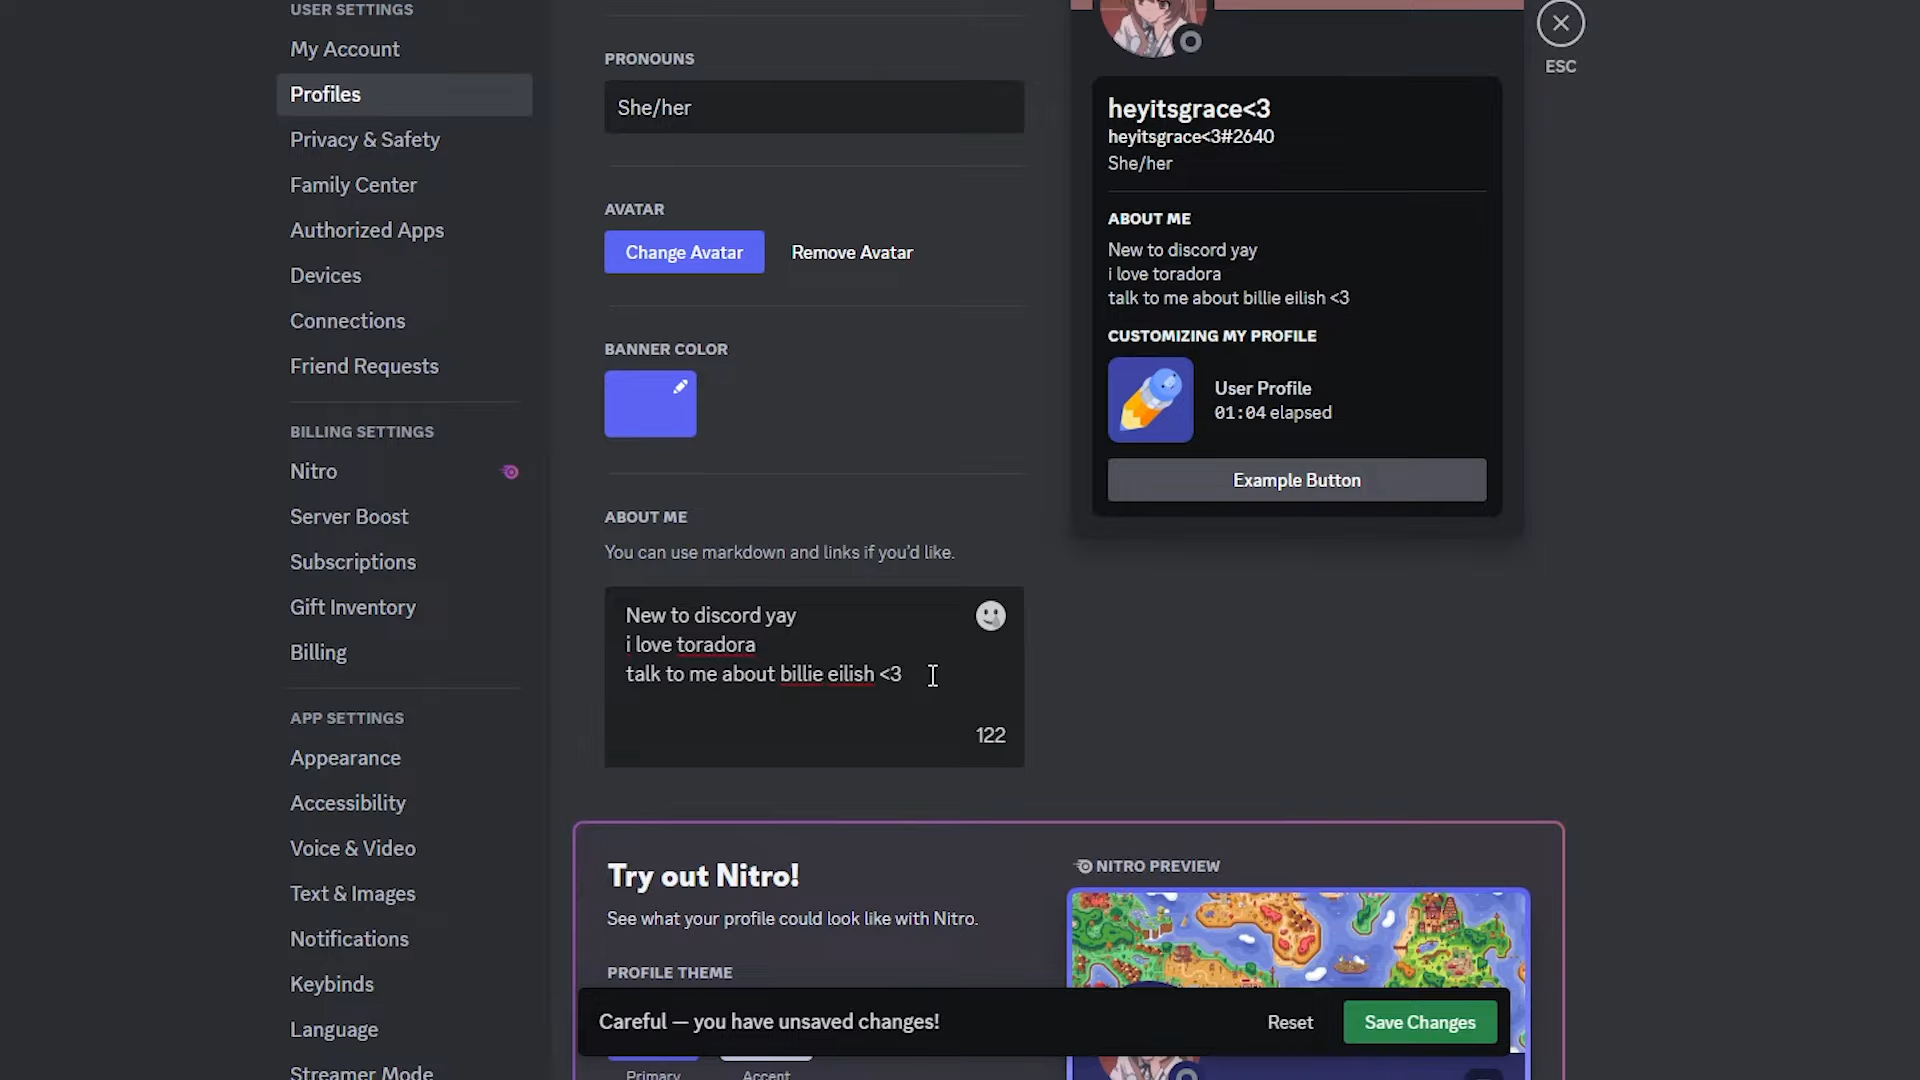 USER SETTINGS
My Account
Profiles
Privacy & Safety
Family Center
Authorized Apps
Devices
Connections
Friend Requests
BILLING SETTINGS
Nitro
Server Boost
Subscriptions
Gift Inventory
Billing
APP SETTINGS
Appearance
Accessibility
Voice & Video
Text & Images
Notifications
Keybinds
Language
Streamer Mode
PRONOUNS
She/her
AVATAR
Change Avatar
Remove Avatar
BANNER COLOR
ABOUT ME
You can use markdown and links if you'd like.
New to discord yay
i love toradora
talk to me about billie eilish <3
122
Try out Nitro!
See what your profile could look like with Nitro.
PROFILE THEME
Primary
Accent
NITRO PREVIEW
Careful — you have unsaved changes!
Reset
Save Changes
heyitsgrace<3
heyitsgrace<3#2640
She/her
ABOUT ME
New to discord yay
i love toradora
talk to me about billie eilish <3
CUSTOMIZING MY PROFILE
User Profile
01:04 elapsed
Example Button
ESC